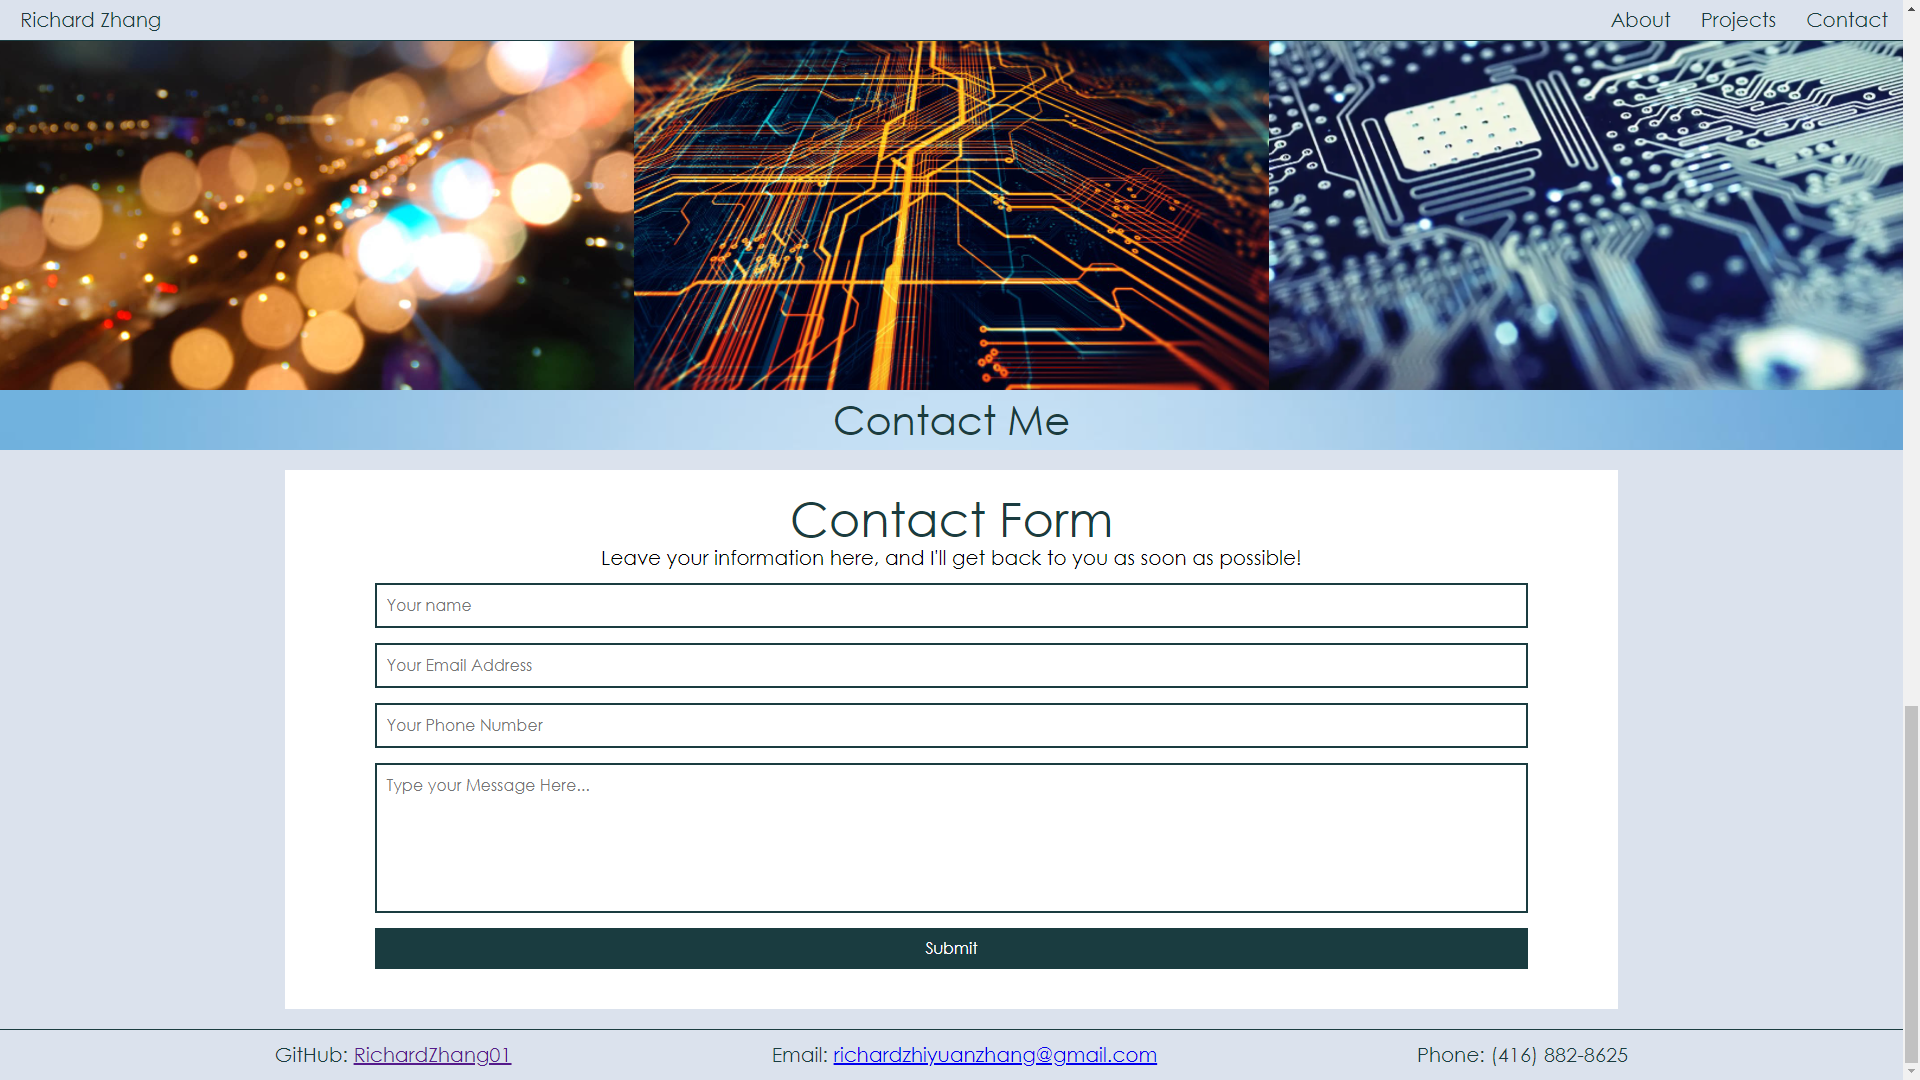 Richard Zhang
About Projects Contact
Contact Me
Contact Form
Leave your information here, and I'll get back to you as soon as possible!
Your name
Your Email Address
Your Phone Number
Type your Message Here...
Submit
GitHub: RichardZhang01
Email: richardzhiyuanzhang@gmail.com
Phone: (416) 882-8625